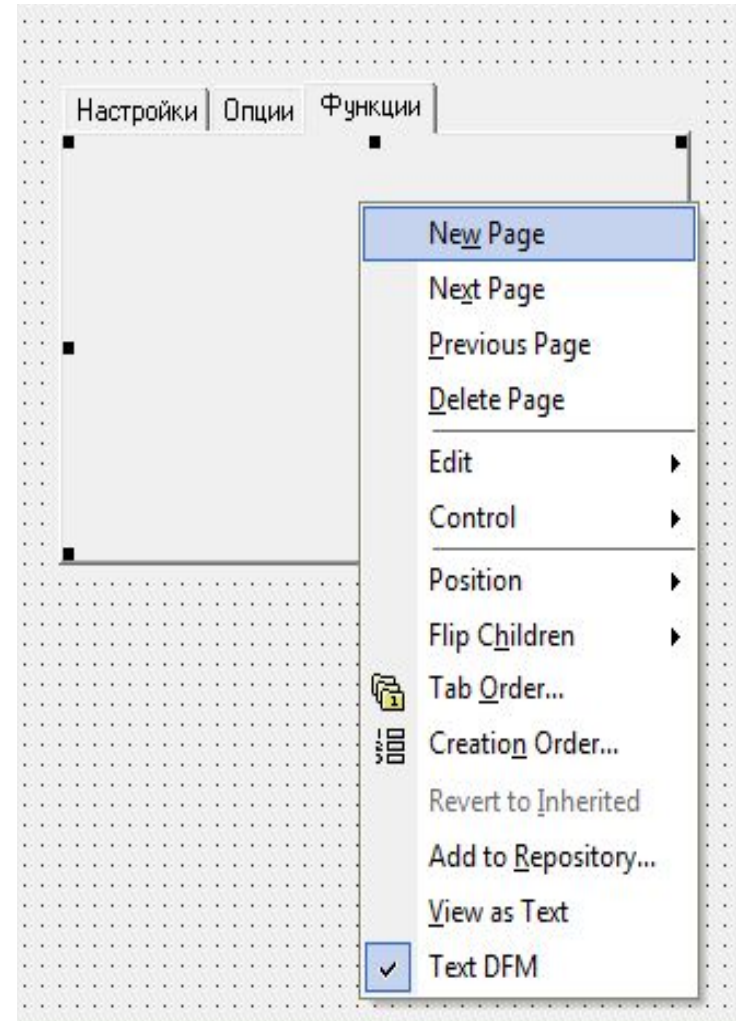 Настройки Опции Функции
New Page
Next Page
Previous Page
Delete Page
Edit
Control
Position
Flip Children
Tab Order...
Creation Order...
Revert to Inherited
Add to Repository...
View as Text
Text DFM